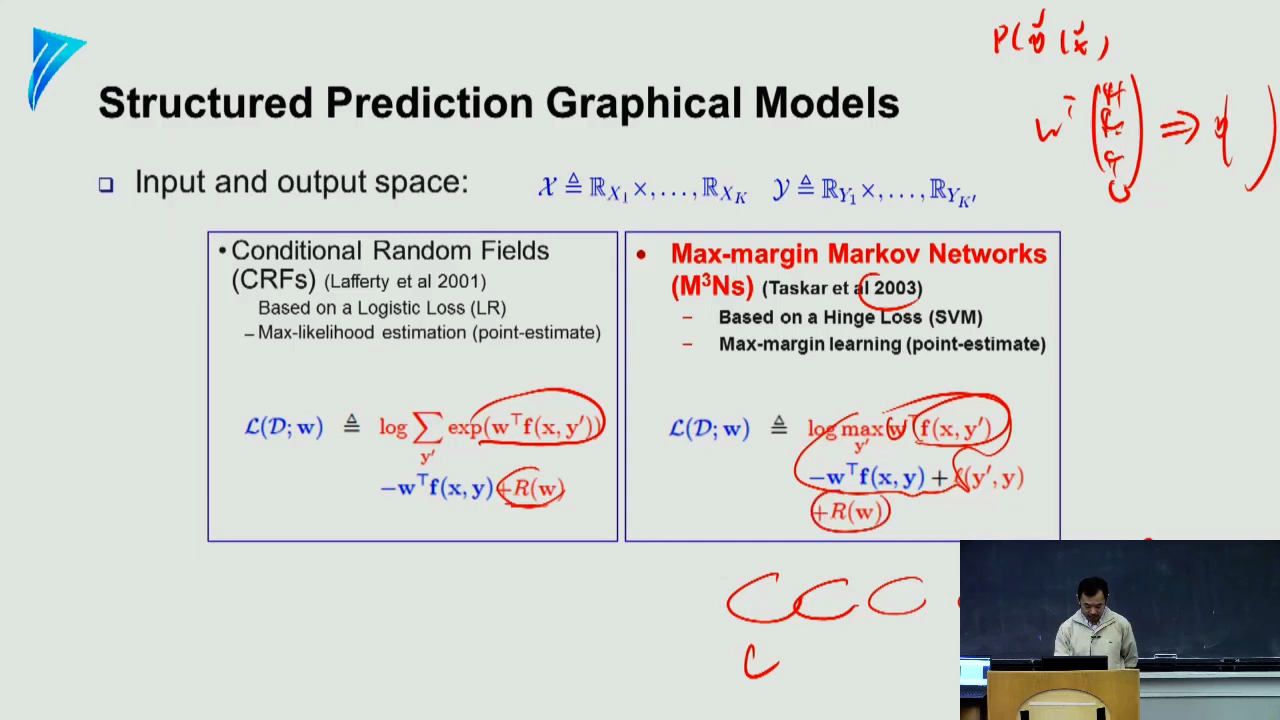 Structured Prediction Graphical Models
❑ Input and output space: 𝒳 ≜ ℝ_{X_1} ×, . . . , ℝ_{X_K} 𝒴 ≜ ℝ_{Y_1} ×, . . . , ℝ_{Y_{K'}}
• Conditional Random Fields
(CRFs) (Lafferty et al 2001)
Based on a Logistic Loss (LR)
– Max-likelihood estimation (point-estimate)
ℒ(𝒟; w) ≜ log ∑_{y′} exp(w^⊤f(x, y′))
−w^⊤f(x, y) +R(w)
• Max-margin Markov Networks
(M³Ns) (Taskar et al 2003)
– Based on a Hinge Loss (SVM)
– Max-margin learning (point-estimate)
ℒ(𝒟; w) ≜ log max_{y′} w^⊤f(x, y′)
−w^⊤f(x, y) + ℓ(y′, y)
+R(w)